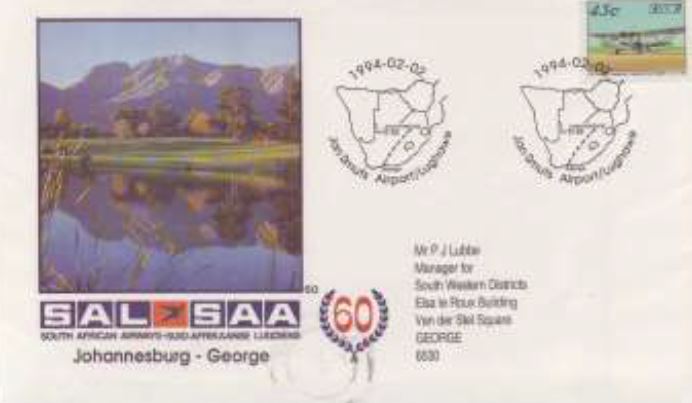 43c
1994-02-02
Jan Smuts Airport/Lughawe
1994-02-02
Jan Smuts Airport/Lughawe
50
SAL SAA
SOUTH AFRICAN AIRWAYS-SUID-AFRIKAANSE LUGDIENS
Johannesburg - George
60
Mr P J Lubbe
Manager for
South Western Districts
Elsa le Roux Building
Van der Stel Square
GEORGE
6530